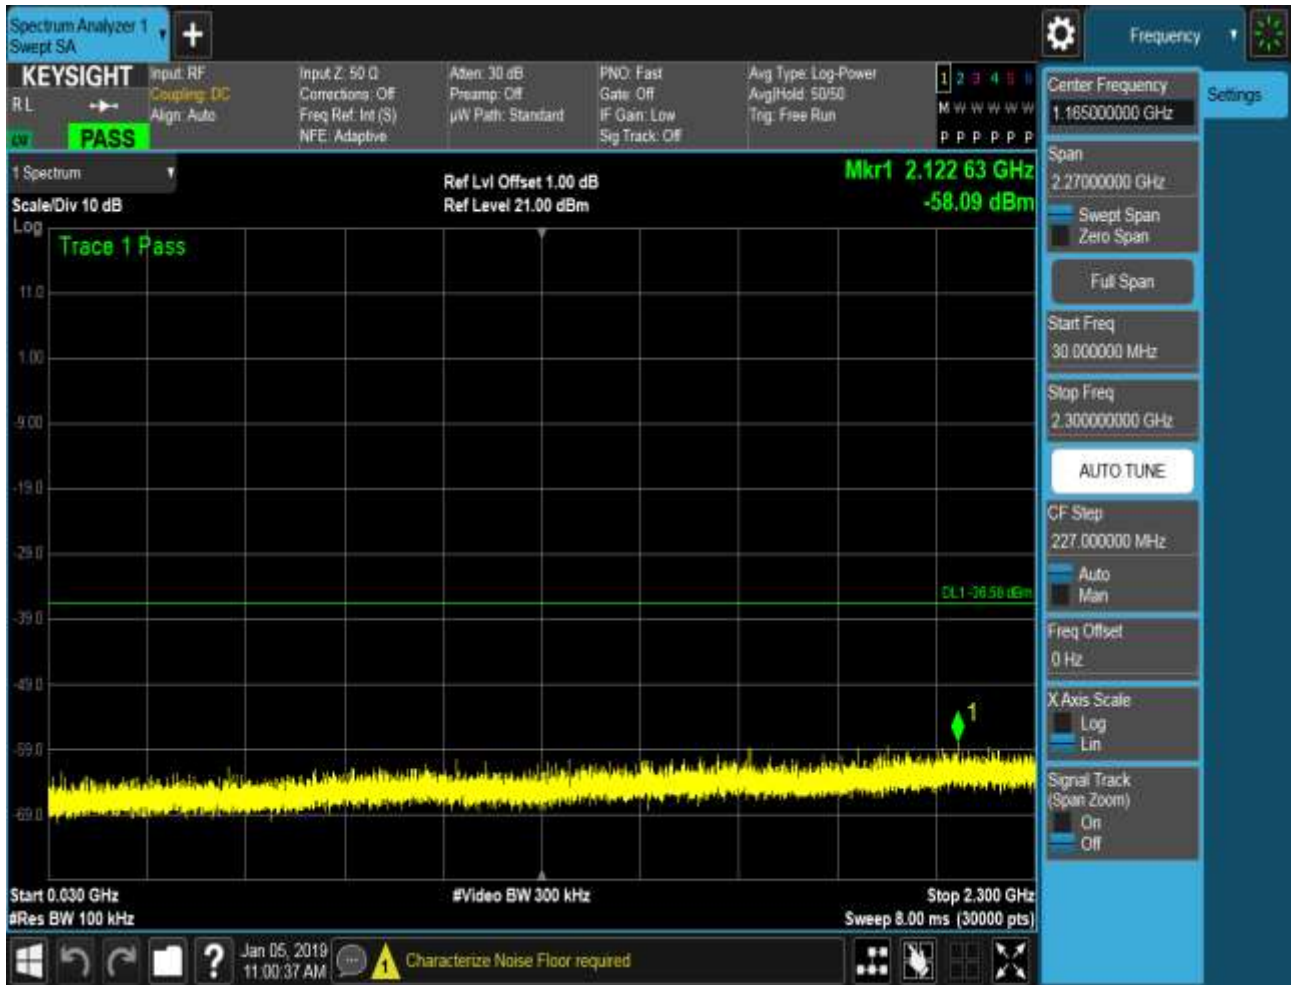 Spectrum Analyzer 1
Swept SA
+
Frequency
KEYSIGHT
R L
PASS
Input: RF
Coupling: DC
Align: Auto
Input Z: 50 Ω
Corrections: Off
Freq Ref: Int (S)
NFE: Adaptive
Atten: 30 dB
Preamp: Off
µW Path: Standard
PNO: Fast
Gate: Off
IF Gain: Low
Sig Track: Off
Avg Type: Log-Power
Avg|Hold: 50/50
Trig: Free Run
1 2 3 4 5 6
M W W W W W
P P P P P P
1 Spectrum
Scale/Div 10 dB
Log
Ref Lvl Offset 1.00 dB
Ref Level 21.00 dBm
Mkr1 2.122 63 GHz
-58.09 dBm
Trace 1 Pass
11.0
1.00
-9.00
-19.0
-29.0
DL1 -36.58 dBm
-39.0
-49.0
1
-59.0
-69.0
Start 0.030 GHz
#Video BW 300 kHz
Stop 2.300 GHz
#Res BW 100 kHz
Sweep 8.00 ms (30000 pts)
Center Frequency
1.165000000 GHz
Settings
Span
2.27000000 GHz
Swept Span
Zero Span
Full Span
Start Freq
30.000000 MHz
Stop Freq
2.300000000 GHz
AUTO TUNE
CF Step
227.000000 MHz
Auto
Man
Freq Offset
0 Hz
X Axis Scale
Log
Lin
Signal Track
(Span Zoom)
On
Off
?
Jan 05, 2019
11:00:37 AM
1
Characterize Noise Floor required